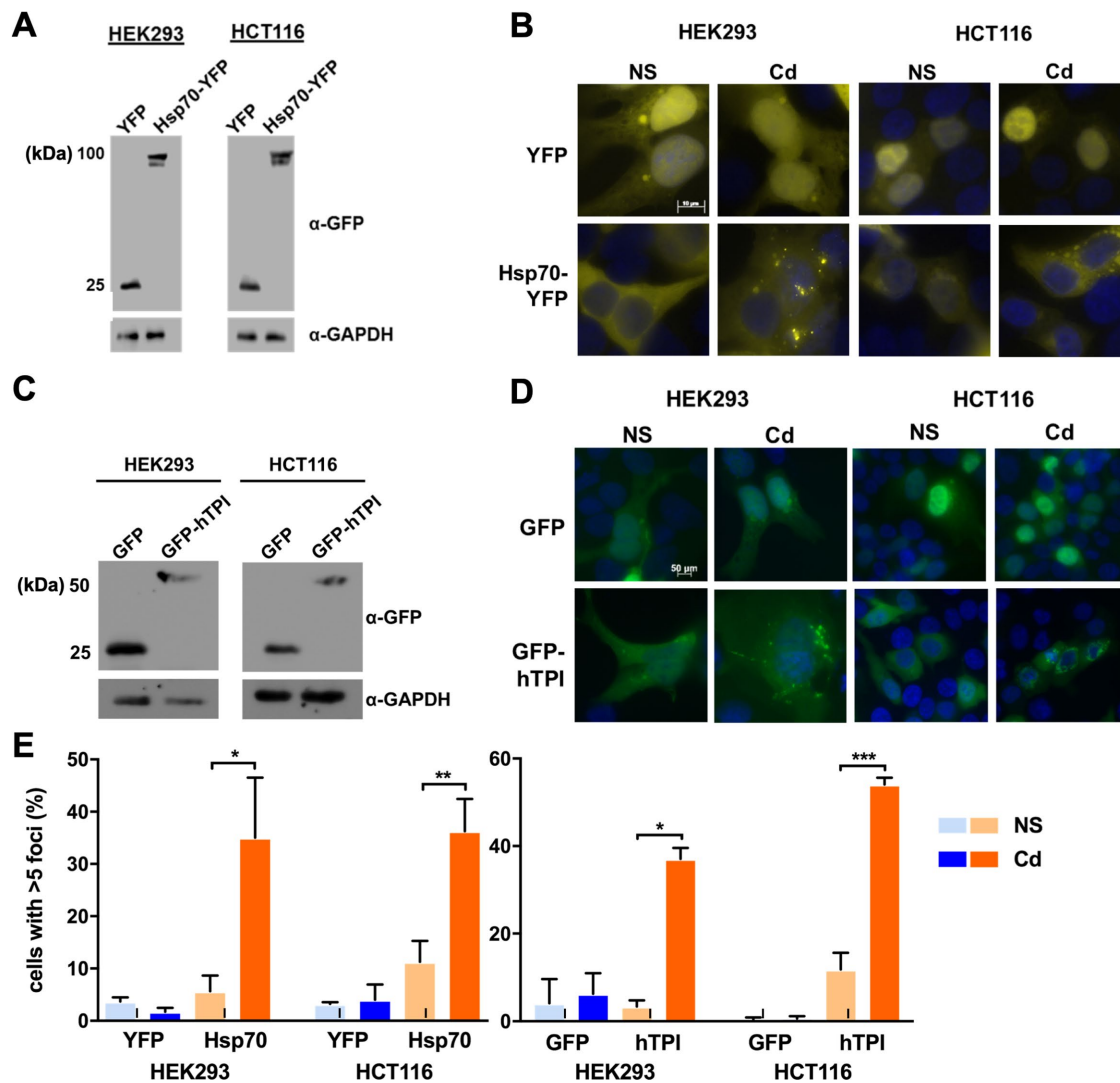 A
HEK293
HCT116
YFP
Hsp70-YFP
YFP
Hsp70-YFP
(kDa) 100
25
α-GFP
α-GAPDH
B
HEK293
HCT116
NS
Cd
NS
Cd
YFP
10 μm
Hsp70-
YFP
C
HEK293
HCT116
GFP
GFP-hTPI
GFP
GFP-hTPI
(kDa) 50
25
α-GFP
α-GAPDH
D
HEK293
HCT116
NS
Cd
NS
Cd
GFP
50 μm
GFP-
hTPI
E
cells with >5 foci (%)
50
40
30
20
10
0
*
**
YFP
Hsp70
YFP
Hsp70
HEK293
HCT116
60
40
20
0
*
***
GFP
hTPI
GFP
hTPI
HEK293
HCT116
NS
Cd